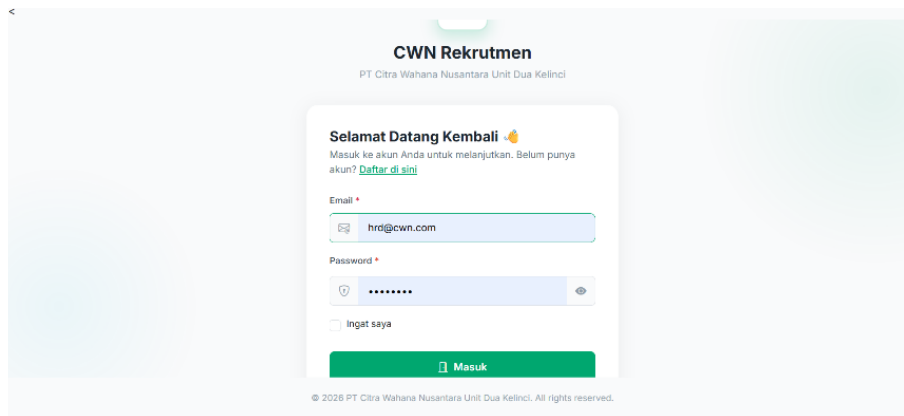 <
CWN Rekrutmen
PT Citra Wahana Nusantara Unit Dua Kelinci
Selamat Datang Kembali 👋
Masuk ke akun Anda untuk melanjutkan. Belum punya
akun? Daftar di sini
Email *
hrd@cwn.com
Password *
••••••••
Ingat saya
Masuk
© 2026 PT Citra Wahana Nusantara Unit Dua Kelinci. All rights reserved.